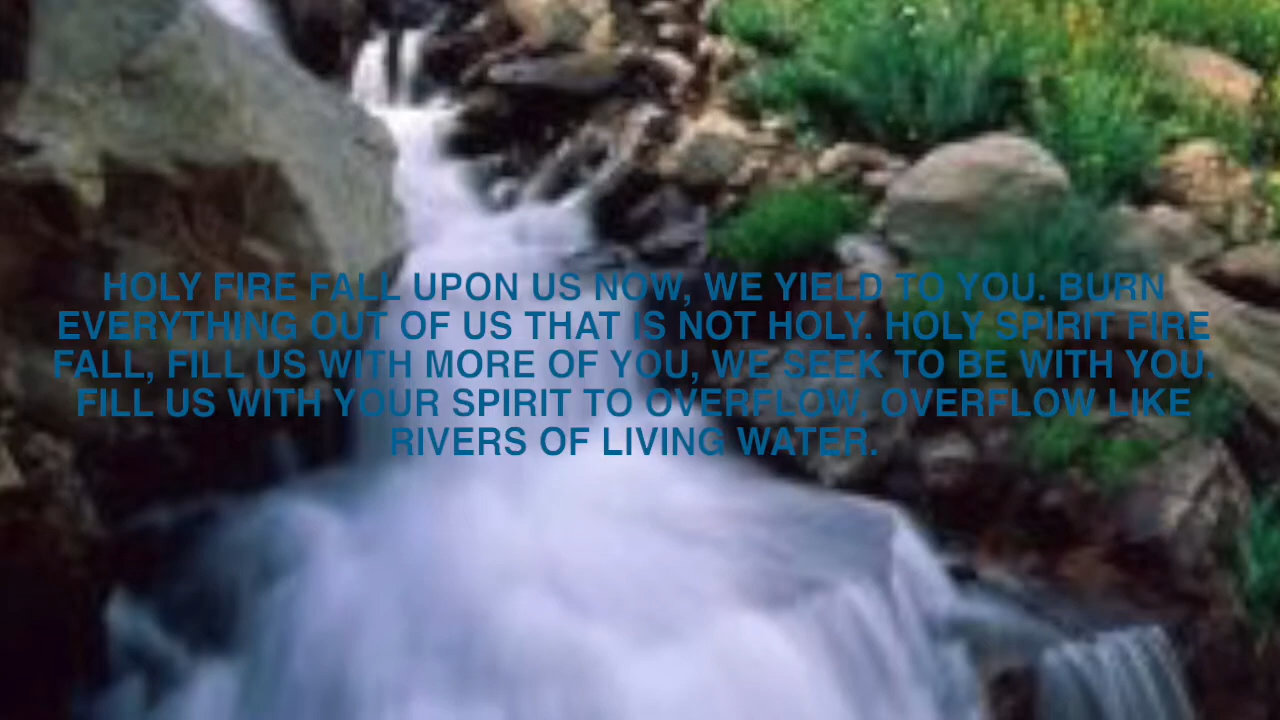 HOLY FIRE FALL UPON US NOW, WE YIELD TO YOU. BURN
EVERYTHING OUT OF US THAT IS NOT HOLY. HOLY SPIRIT FIRE
FALL, FILL US WITH MORE OF YOU, WE SEEK TO BE WITH YOU.
FILL US WITH YOUR SPIRIT TO OVERFLOW, OVERFLOW LIKE
RIVERS OF LIVING WATER.